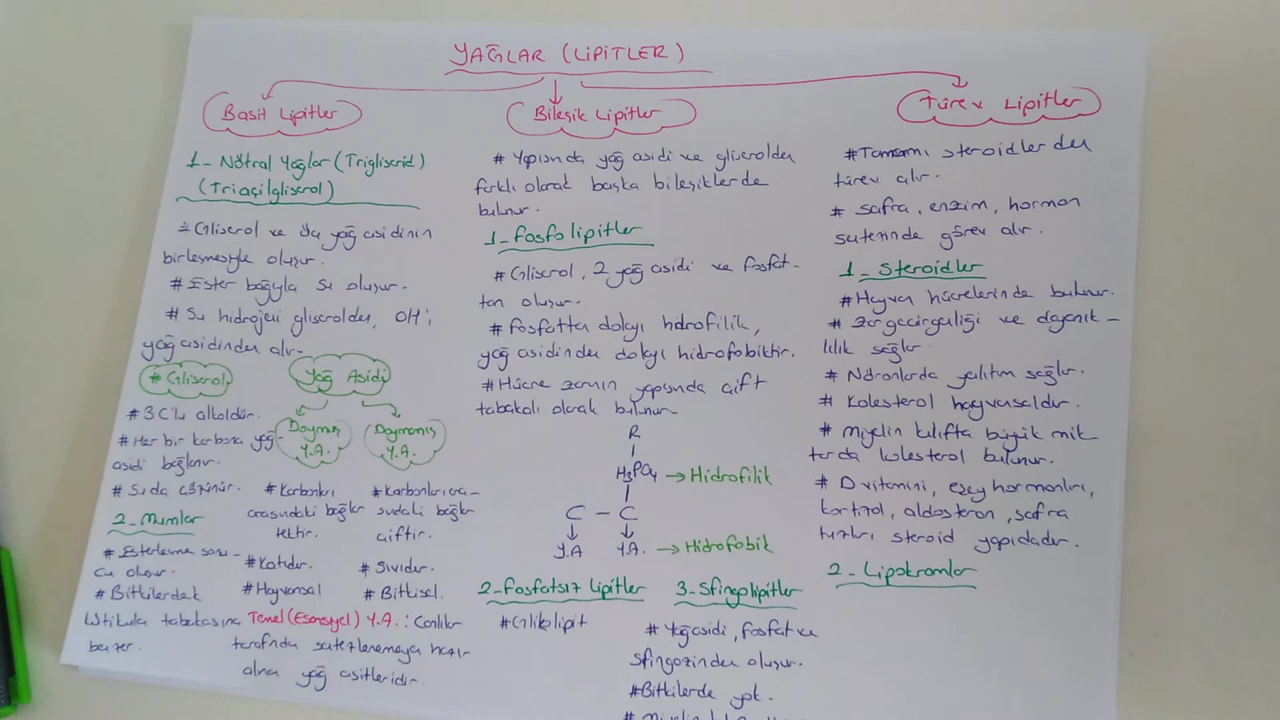 YAĞLAR (LİPİTLER)
Basit Lipitler
1- Nötral Yağlar (Trigliserid)
(Triaçilgliserol)
# Gliserol ve üç yağ asidinin
birleşmesiyle oluşur.
# Ester bağıyla su oluşur.
# Su hidrojeni gliserolden, OH'ı
yağ asidinden alır.
# Gliserol
# 3 C'lu alkoldür.
# Her bir karbona yağ
asidi bağlanır.
# Suda çözünür.
Yağ Asidi
Doymuş
Y.A.
Doymamış
Y.A.
# Karbonları
arasındaki bağlar
tektir.
# Katıdır.
# Hayvansal
# Karbonları ara-
sındaki bağlar
çiftir.
# Sıvıdır.
# Bitkisel.
2- Mumlar
# Esterleşme sonu-
cu oluşur.
# Bitkilerdeki
kütikula tabakasına
benzer.
Temel (Esansiyel) Y.A. : Canlılar
tarafından sentezlenemeyip hazır
alınan yağ asitleridir.
Bileşik Lipitler
# Yapısında yağ asidi ve gliserolden
farklı olarak başka bileşiklerde
bulunur.
1- Fosfolipitler
# Gliserol, 2 yağ asidi ve fosfat-
tan oluşur.
# Fosfattan dolayı hidrofilik,
yağ asidinden dolayı hidrofobiktir.
# Hücre zarının yapısında çift
tabakalı olarak bulunur.
R
H₃PO₄ → Hidrofilik
C - C
Y.A Y.A. → Hidrofobik
2- Fosfatsız Lipitler
# Glikolipit
3- Sfingolipitler
# Yağ asidi, fosfat ve
sfingozinden oluşur.
# Bitkilerde yok.
Türev Lipitler
# Tamamı steroidlerden
türev alır.
# Safra, enzim, hormon
sentezinde görev alır.
1- Steroidler
# Hayvan hücrelerinde bulunur.
# Zar geçirgenliği ve dayanık-
lılık sağlar.
# Nöronlarda yalıtım sağlar.
# Kolesterol hayvansaldır.
# Miyelin kılıfta büyük mik
tarda kolesterol bulunur.
# D vitamini, eşey hormonları,
kortizol, aldosteron, safra
tuzları steroid yapıdadır.
2- Lipokromlar